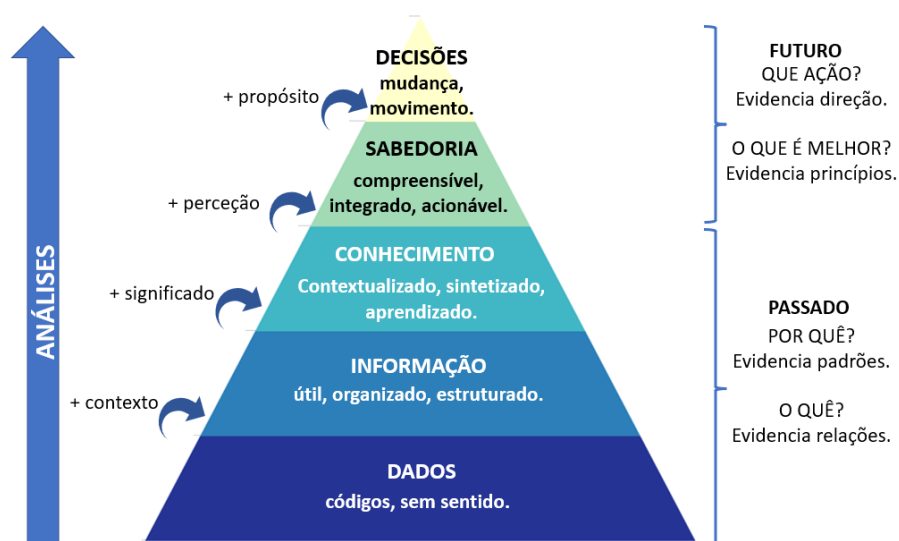 DECISÕES
mudança,
movimento.
+ propósito
SABEDORIA
compreensível,
integrado, acionável.
+ perceção
CONHECIMENTO
Contextualizado, sintetizado,
aprendizado.
+ significado
INFORMAÇÃO
útil, organizado, estruturado.
+ contexto
DADOS
códigos, sem sentido.
ANÁLISES
FUTURO
QUE AÇÃO?
Evidencia direção.
O QUE É MELHOR?
Evidencia princípios.
PASSADO
POR QUÊ?
Evidencia padrões.
O QUÊ?
Evidencia relações.